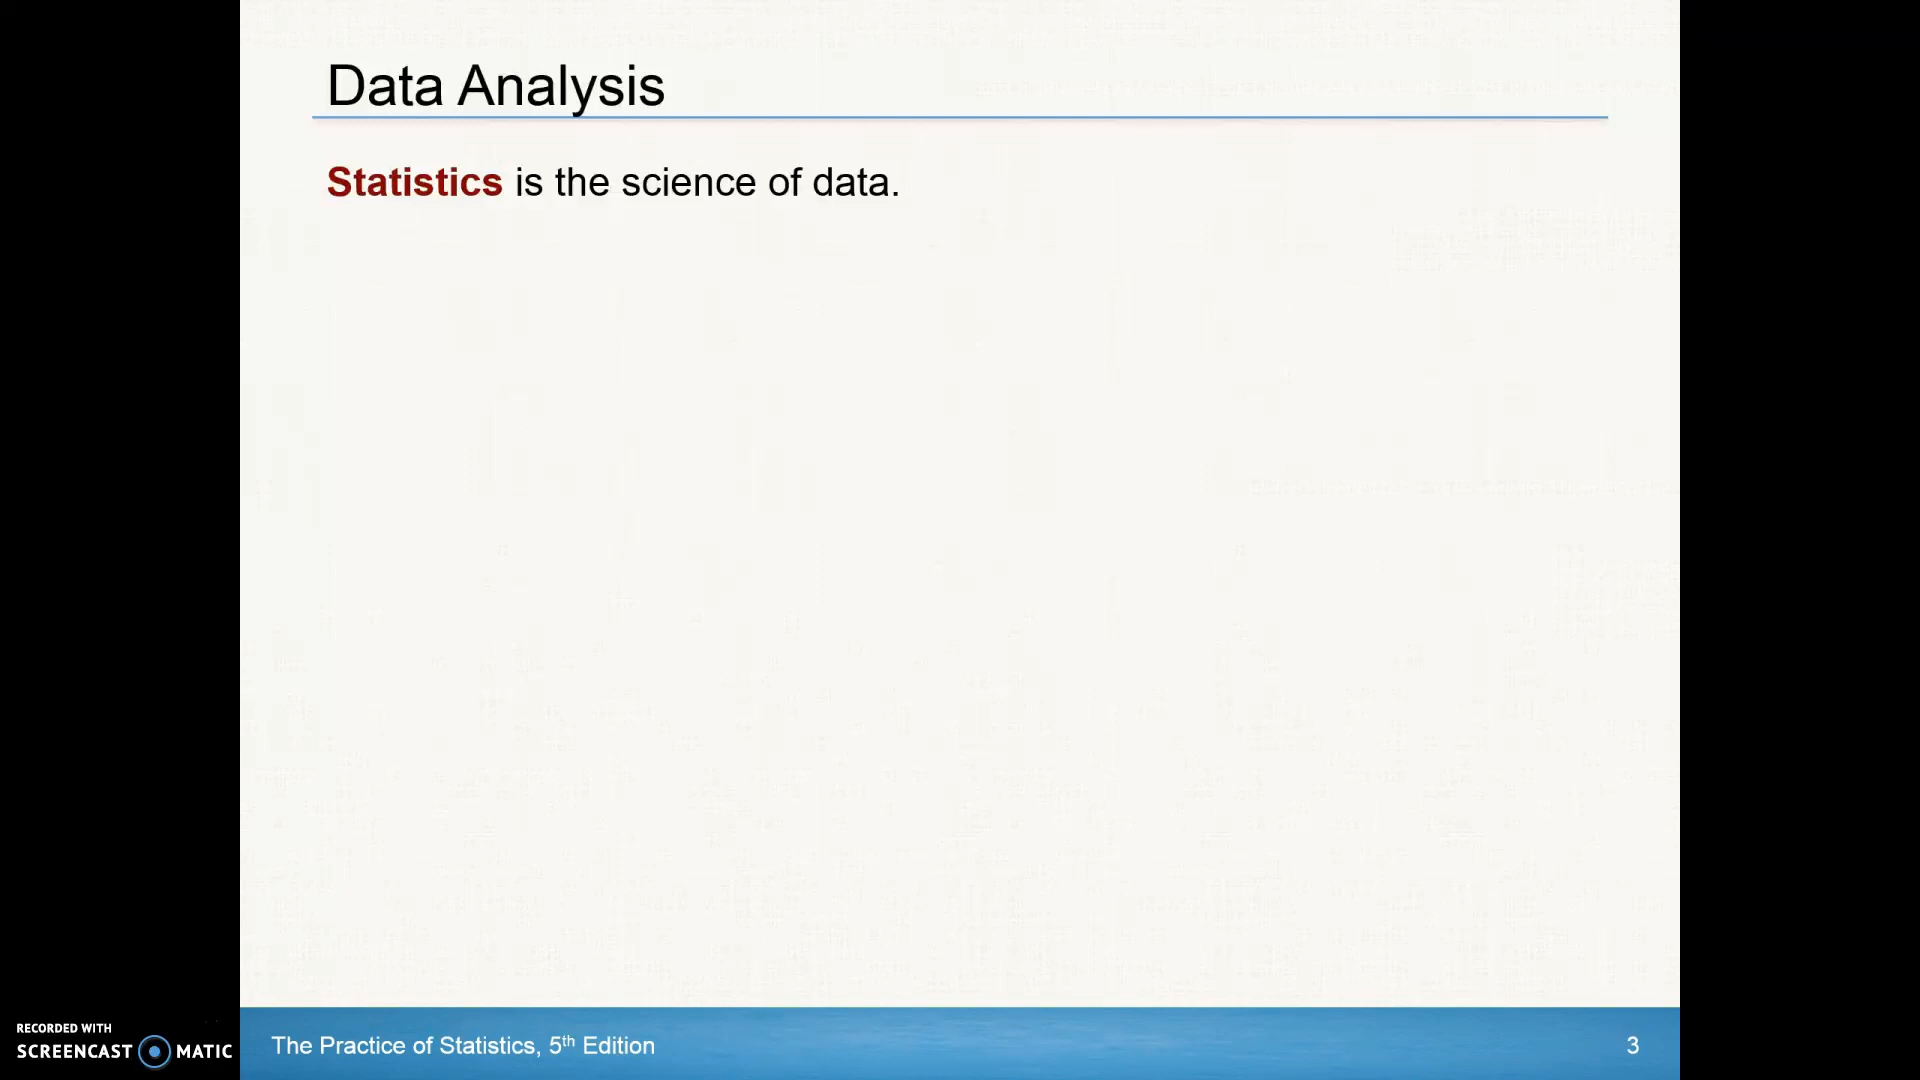 Data Analysis
Statistics is the science of data.
RECORDED WITH
SCREENCAST MATIC
The Practice of Statistics, 5th Edition
3